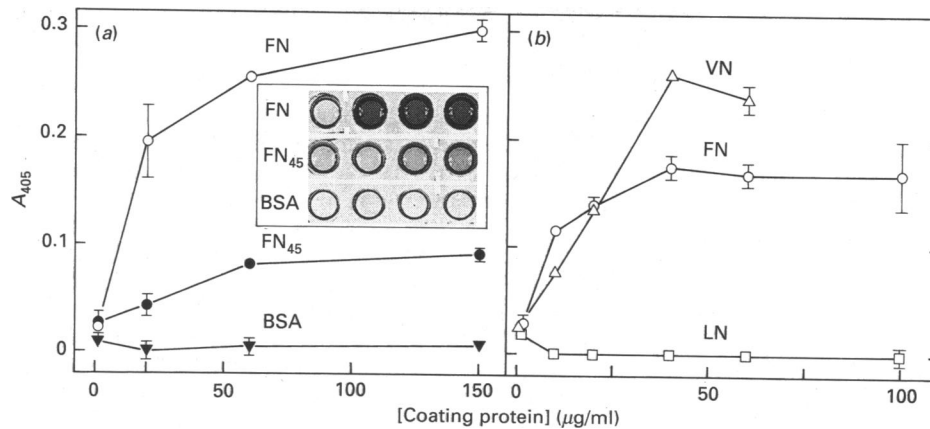 0.3
0.2
0.1
0
A405
(a)
FN
FN
FN45
BSA
FN45
BSA
0
50
100
150
(b)
VN
FN
LN
0
50
100
[Coating protein] (μg/ml)